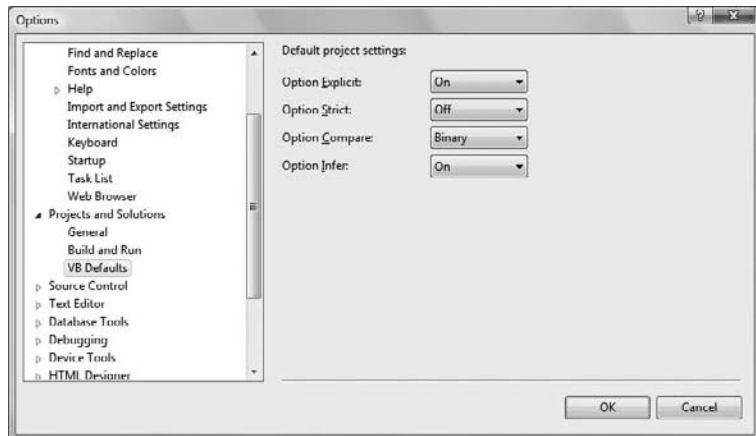 Options
Find and Replace
Fonts and Colors
Help
Import and Export Settings
International Settings
Keyboard
Startup
Task List
Web Browser
Projects and Solutions
General
Build and Run
VB Defaults
Source Control
Text Editor
Database Tools
Debugging
Device Tools
HTML Designer
Default project settings:
Option Explicit: On
Option Strict: Off
Option Compare: Binary
Option Infer: On
OK
Cancel